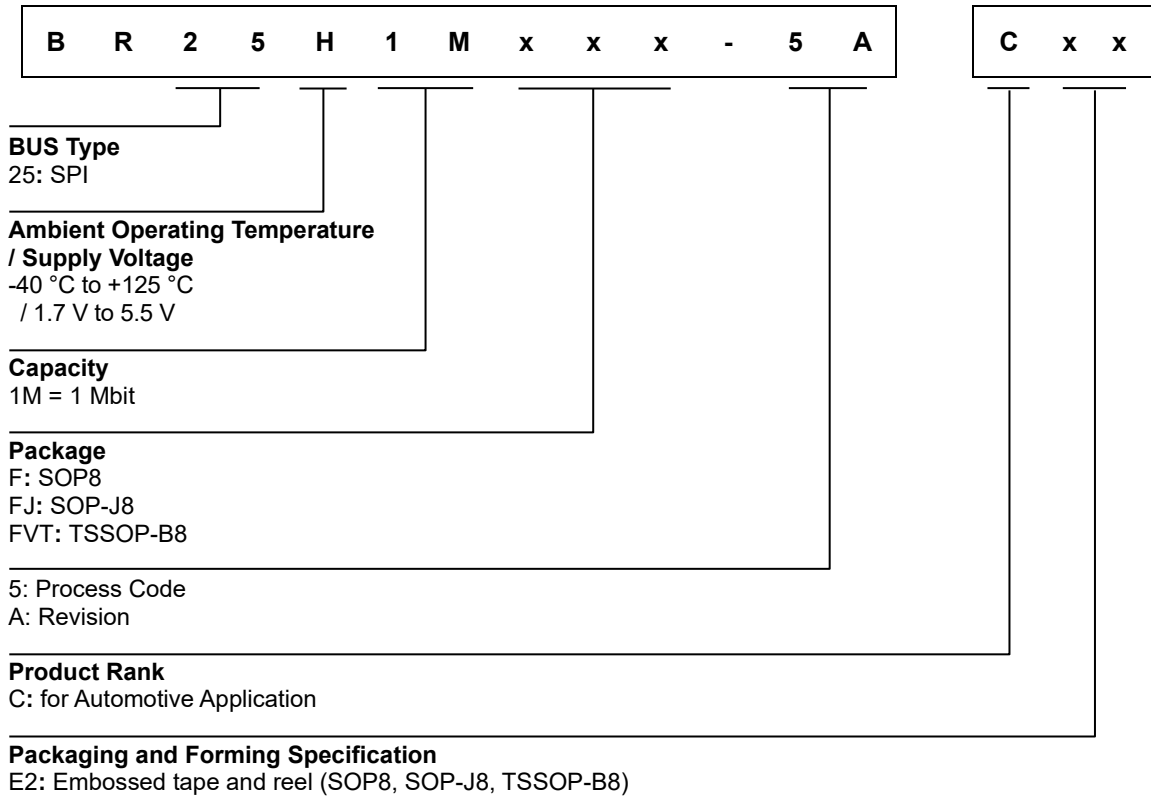 B R 2 5 H 1 M x x x - 5 A C x x
BUS Type
25: SPI
Ambient Operating Temperature
/ Supply Voltage
-40 °C to +125 °C
/ 1.7 V to 5.5 V
Capacity
1M = 1 Mbit
Package
F: SOP8
FJ: SOP-J8
FVT: TSSOP-B8
5: Process Code
A: Revision
Product Rank
C: for Automotive Application
Packaging and Forming Specification
E2: Embossed tape and reel (SOP8, SOP-J8, TSSOP-B8)